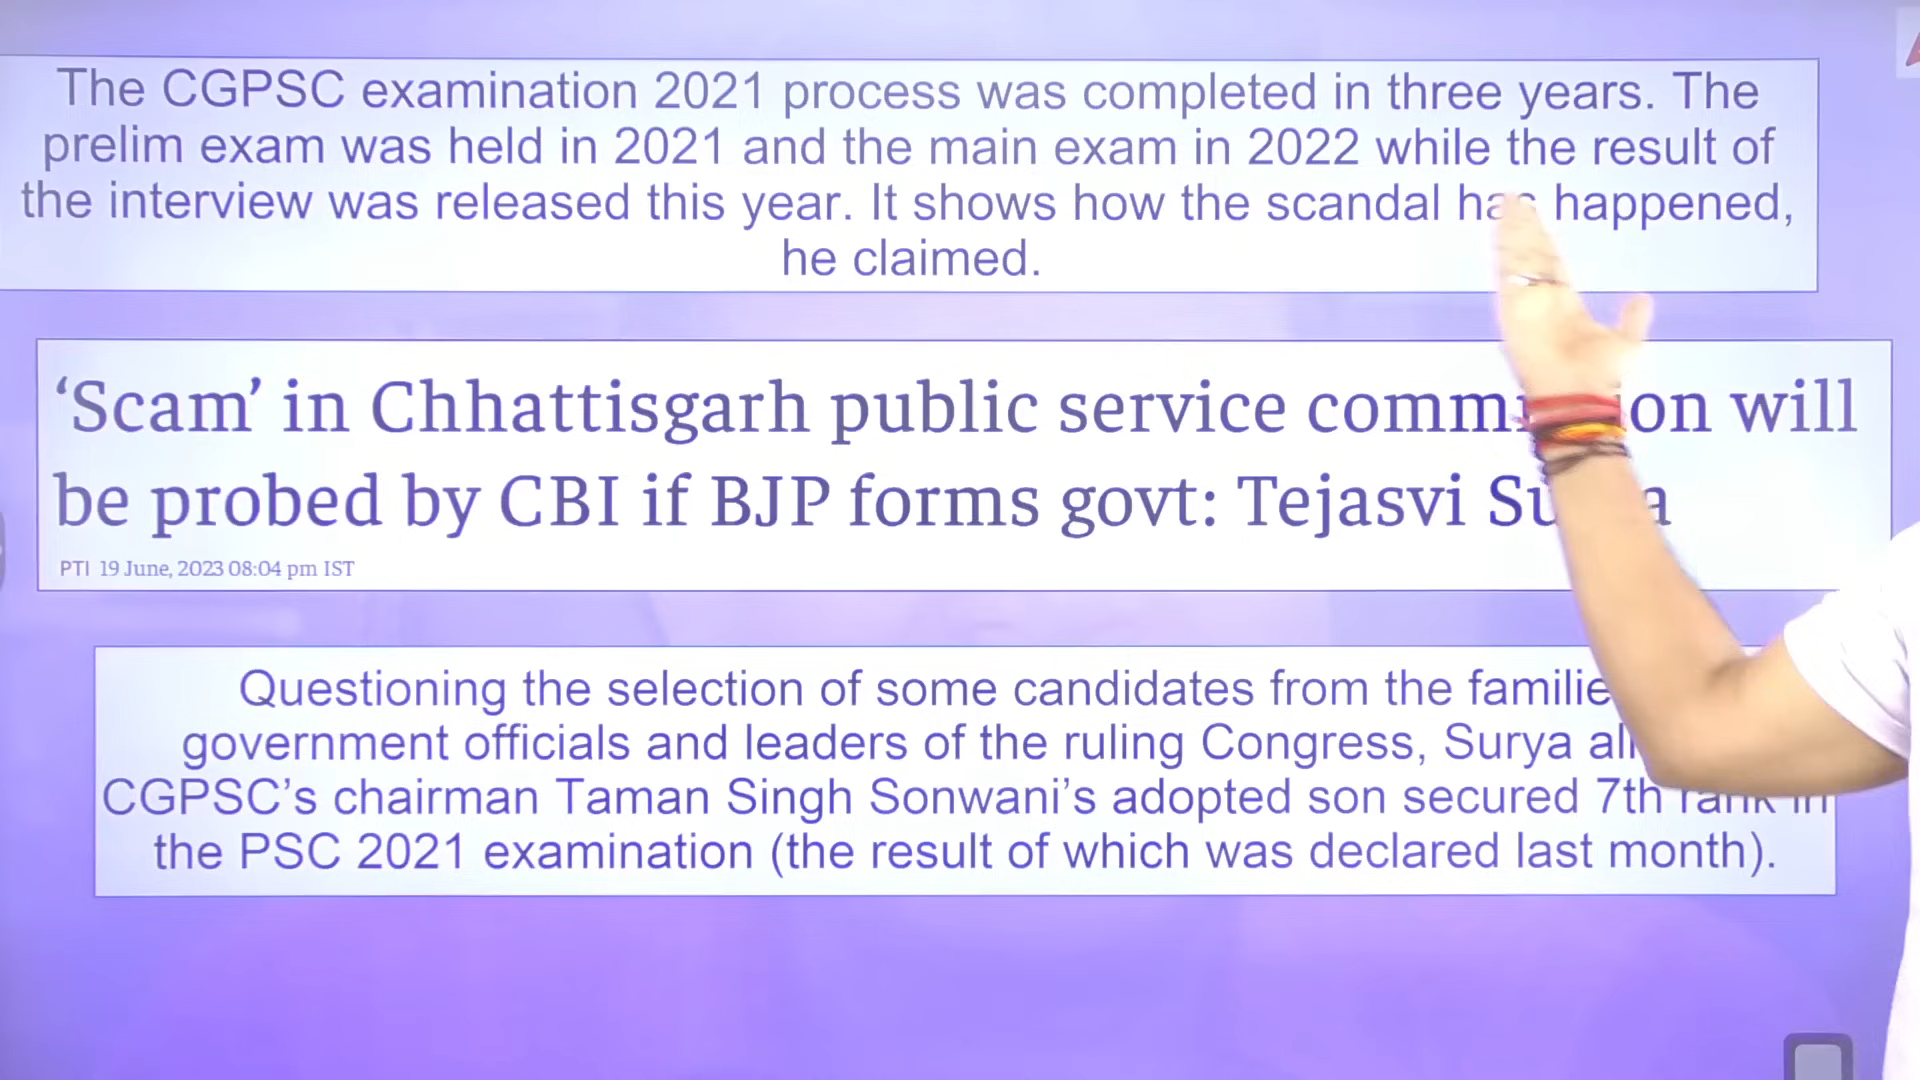 The CGPSC examination 2021 process was completed in three years. The
prelim exam was held in 2021 and the main exam in 2022 while the result of
the interview was released this year. It shows how the scandal has happened,
he claimed.
‘Scam’ in Chhattisgarh public service will
be probed by CBI if BJP forms govt: Tejasvi
PTI 19 June, 2023 08:04 pm IST
Questioning the selection of some candidates from the
government officials and leaders of the ruling Congress, Surya
CGPSC’s chairman Taman Singh Sonwani’s adopted son secured 7th rank in
the PSC 2021 examination (the result of which was declared last month).